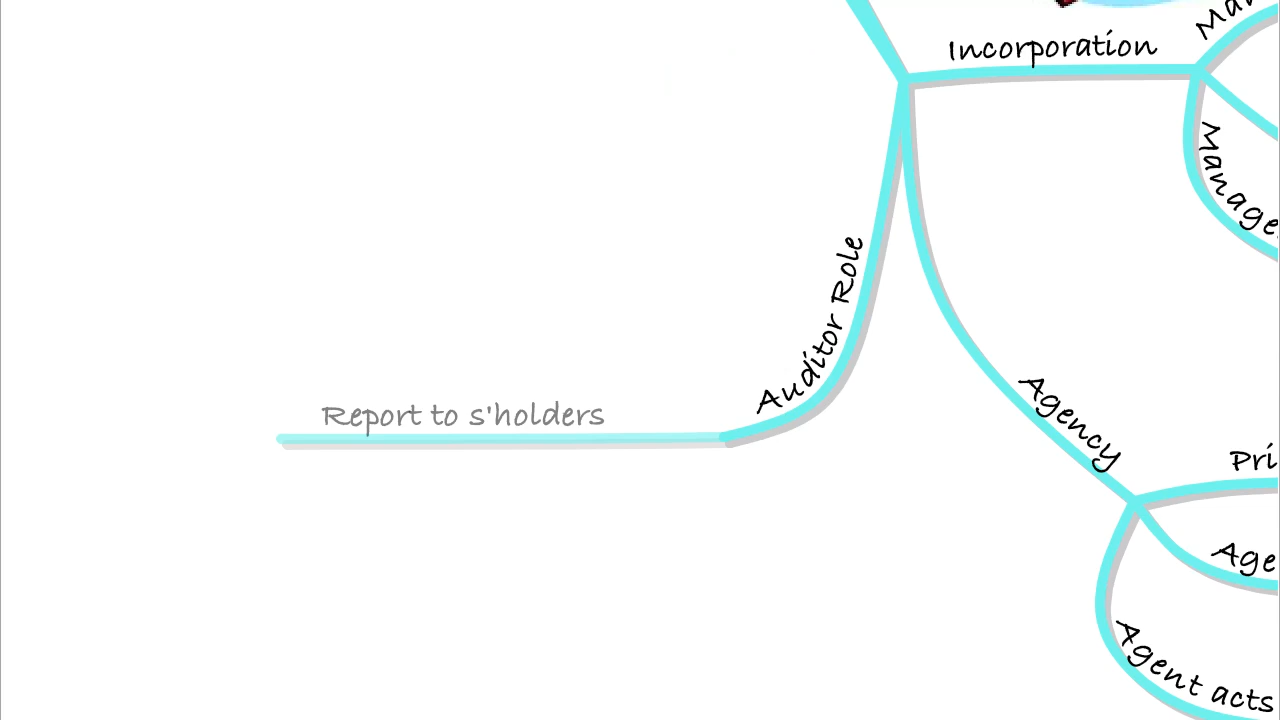 Incorporation
Auditor Role
Report to s'holders
Agency
Agent acts